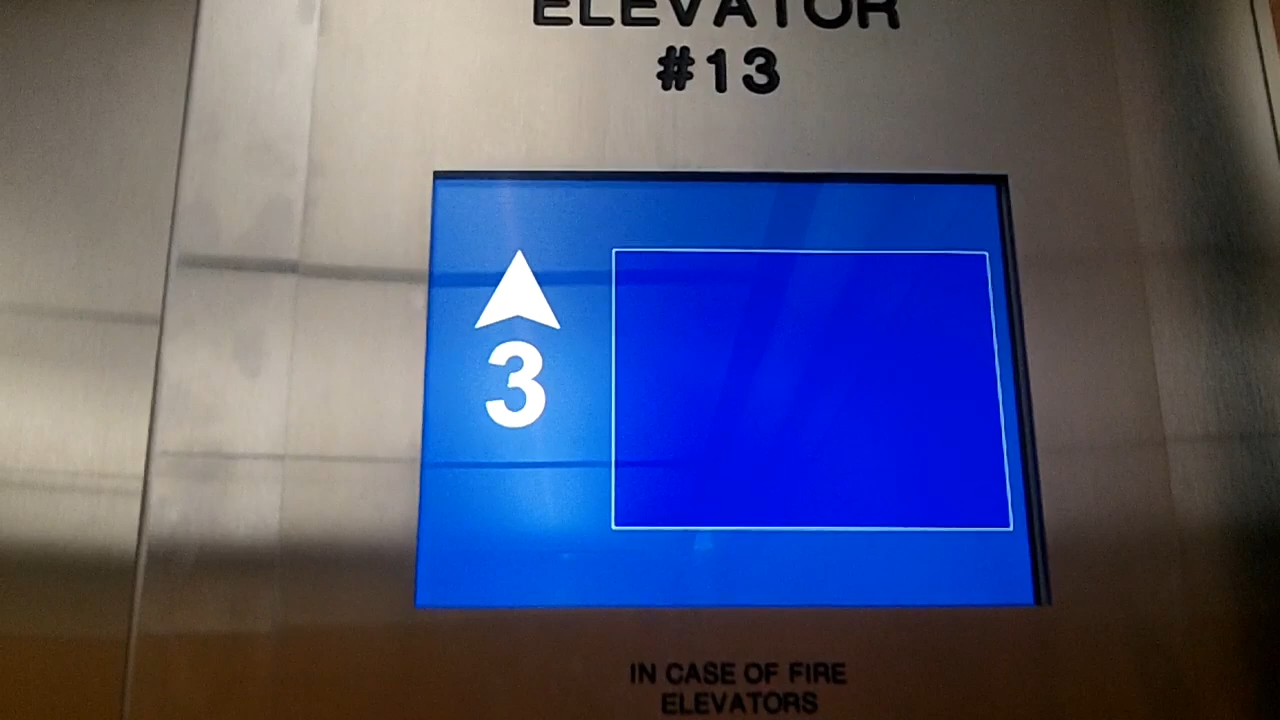 ELEVATOR
#13
3
IN CASE OF FIRE
ELEVATORS